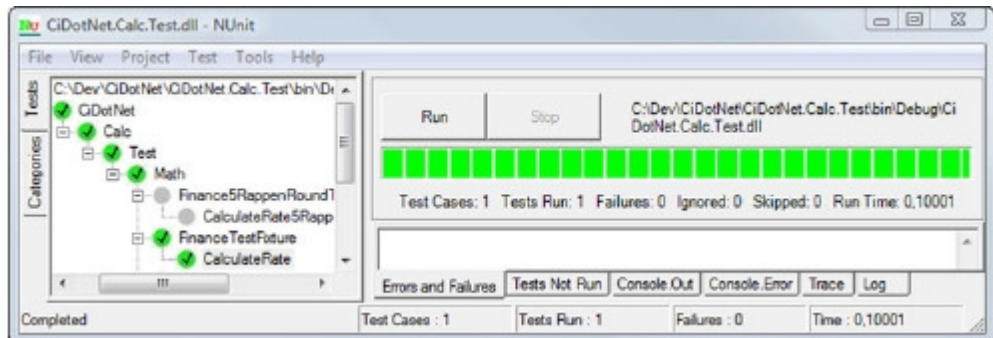 CiDotNet.Calc.Test.dll - NUnit
File View Project Test Tools Help
Tests
Categories
C:\Dev\CiDotNet\CiDotNet.Calc.Test\bin\De
CiDotNet
Calc
Test
Math
Finance5RappenRoundT
CalculateRate5Rapp
FinanceTestFixture
CalculateRate
Run Stop
C:\Dev\CiDotNet\CiDotNet.Calc.Test\bin\Debug\Ci
DotNet.Calc.Test.dll
Test Cases: 1 Tests Run: 1 Failures: 0 Ignored: 0 Skipped: 0 Run Time: 0,10001
Errors and Failures Tests Not Run Console.Out Console.Error Trace Log
Completed Test Cases : 1 Tests Run : 1 Failures : 0 Time : 0,10001